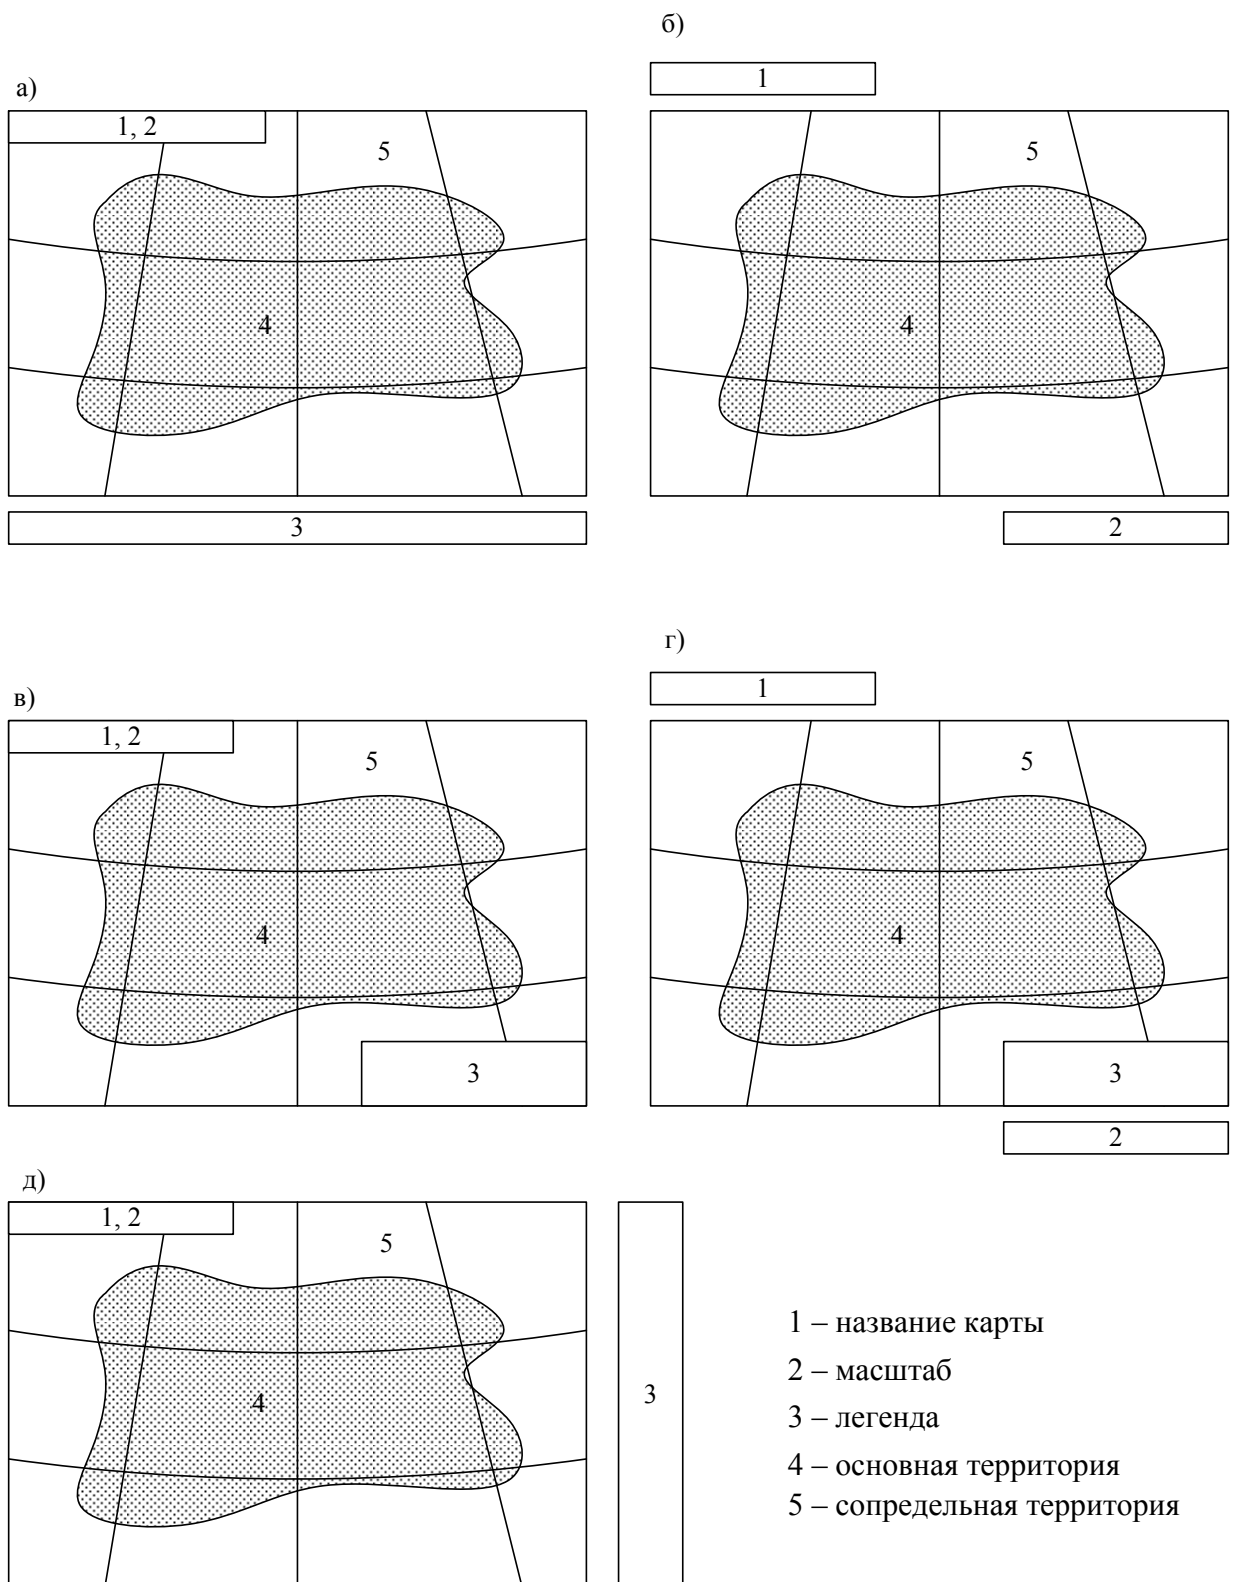 б)
1
а)
1, 2
5
5
4
4
3
2
г)
1
в)
1, 2
5
5
4
4
3
3
2
д)
1, 2
5
4
3
1 – название карты
2 – масштаб
3 – легенда
4 – основная территория
5 – сопредельная территория